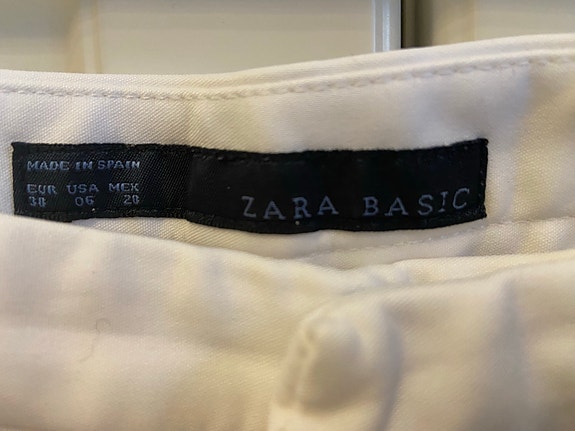 MADE IN SPAIN
EUR USA MEX
38 06 28
ZARA BASIC